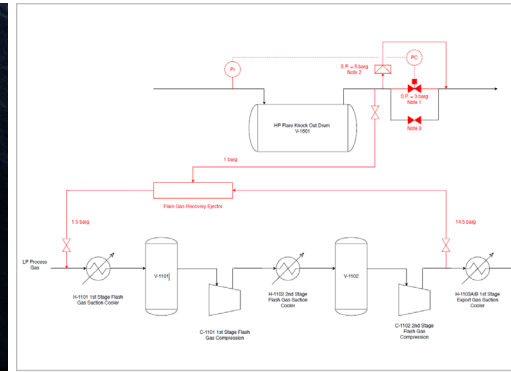 S.P. = 5 barg
Note 2
PC
PI
S.P. = 3 barg
Note 1
Note 3
HP Flare Knock Out Drum
V-1601
1 barg
Flare Gas Recovery Ejector
1.5 barg
14.5 barg
LP Process
Gas
V-1101
V-1102
H-1101 1st Stage Flash
Gas Suction Cooler
H-1102 2nd Stage
Flash Gas Suction
Cooler
H-1103A/B 1st Stage
Export Gas Suction
Cooler
C-1101 1st Stage Flash
Gas Compression
C-1102 2nd Stage
Flash Gas
Compression